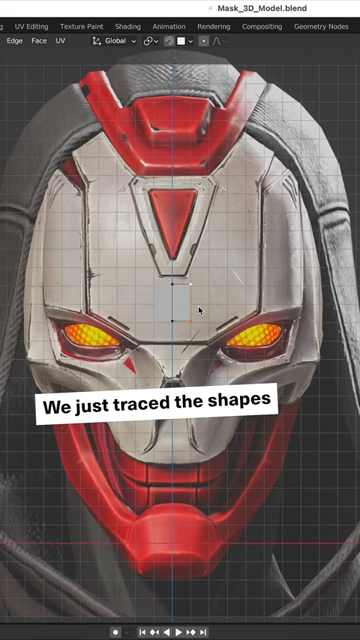 Mask_3D_Model.blend
UV Editing Texture Paint Shading Animation Rendering Compositing Geometry Nodes
Edge Face UV Global
We just traced the shapes